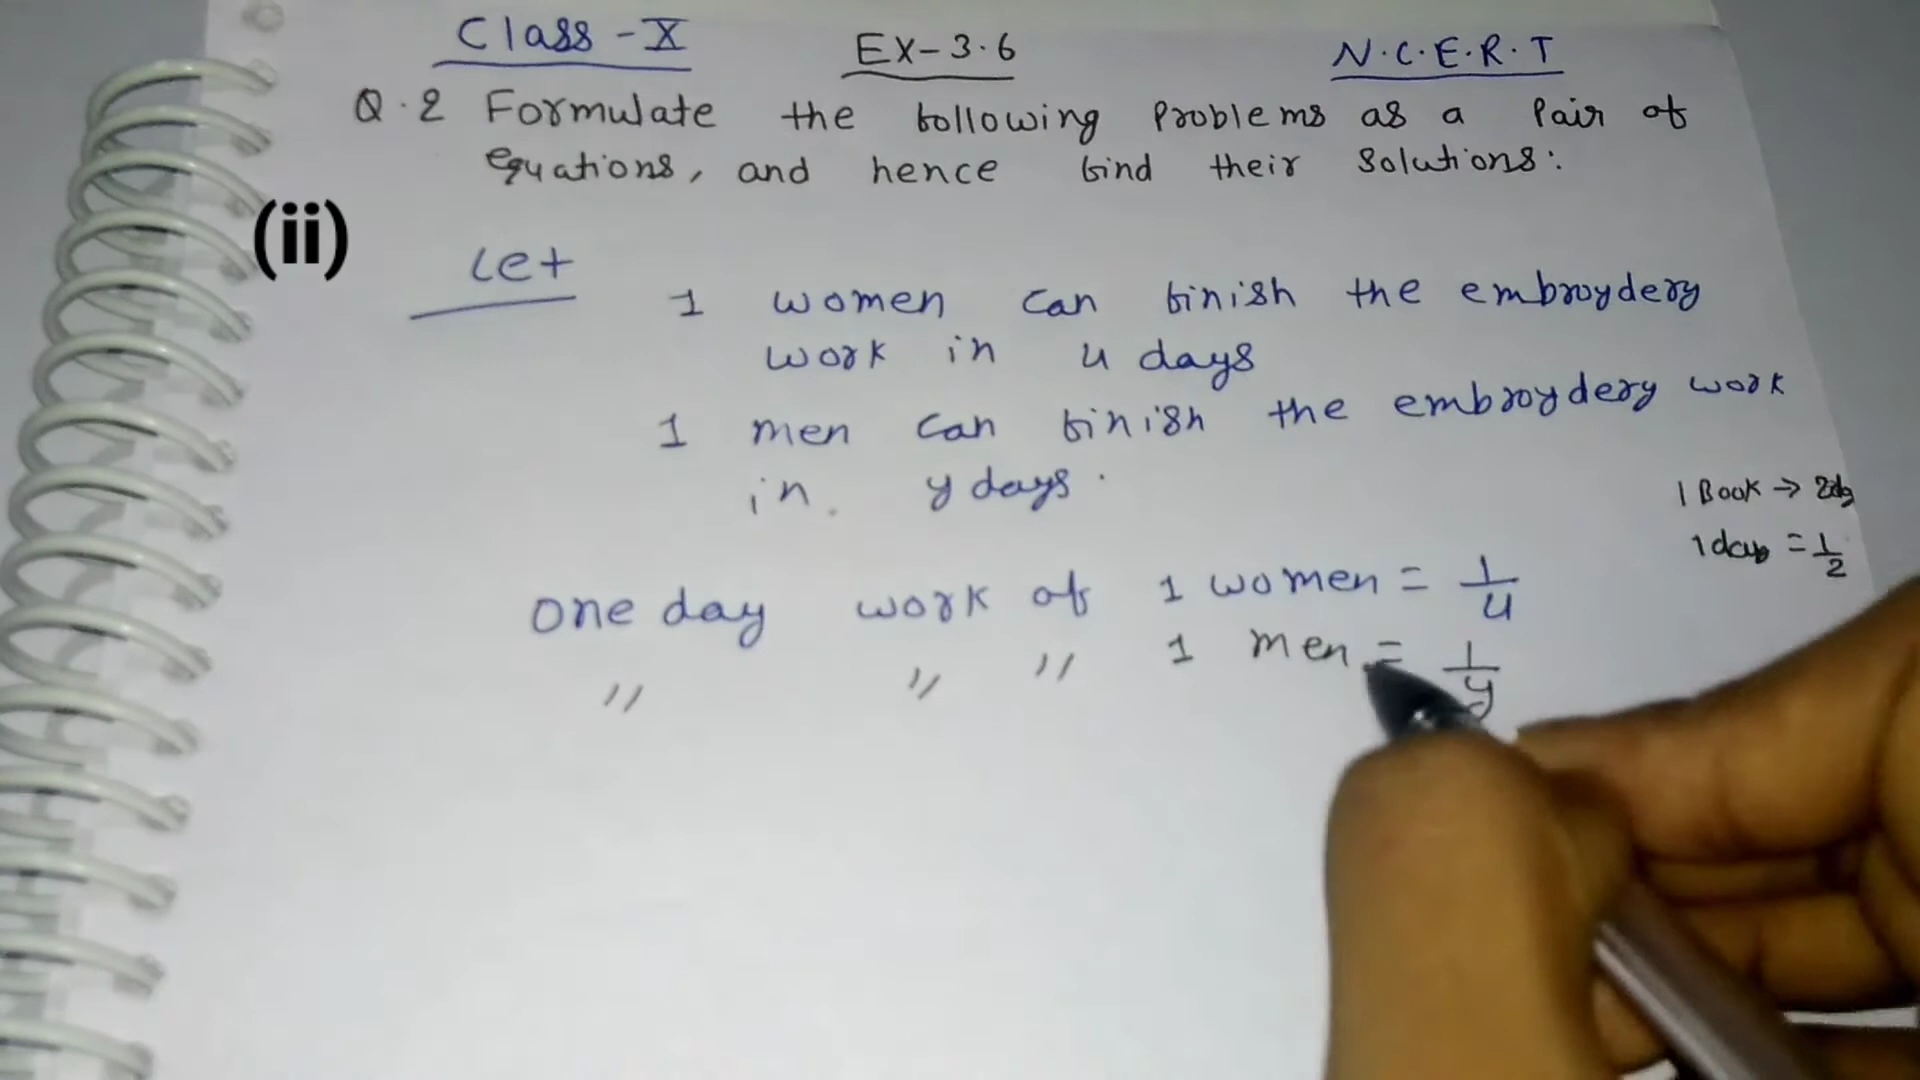 Class - X EX - 3.6 N.C.E.R.T
Q.2 Formulate the following Problems as a Pair of
equations, and hence find their solutions:
(ii)
Let
1 women can finish the embroydery
work in u days
1 men can finish the embroydery work
in y days.
1 Book →
1 day = 1/2
one day work of 1 women = 1/u
" " " 1 men = 1/y